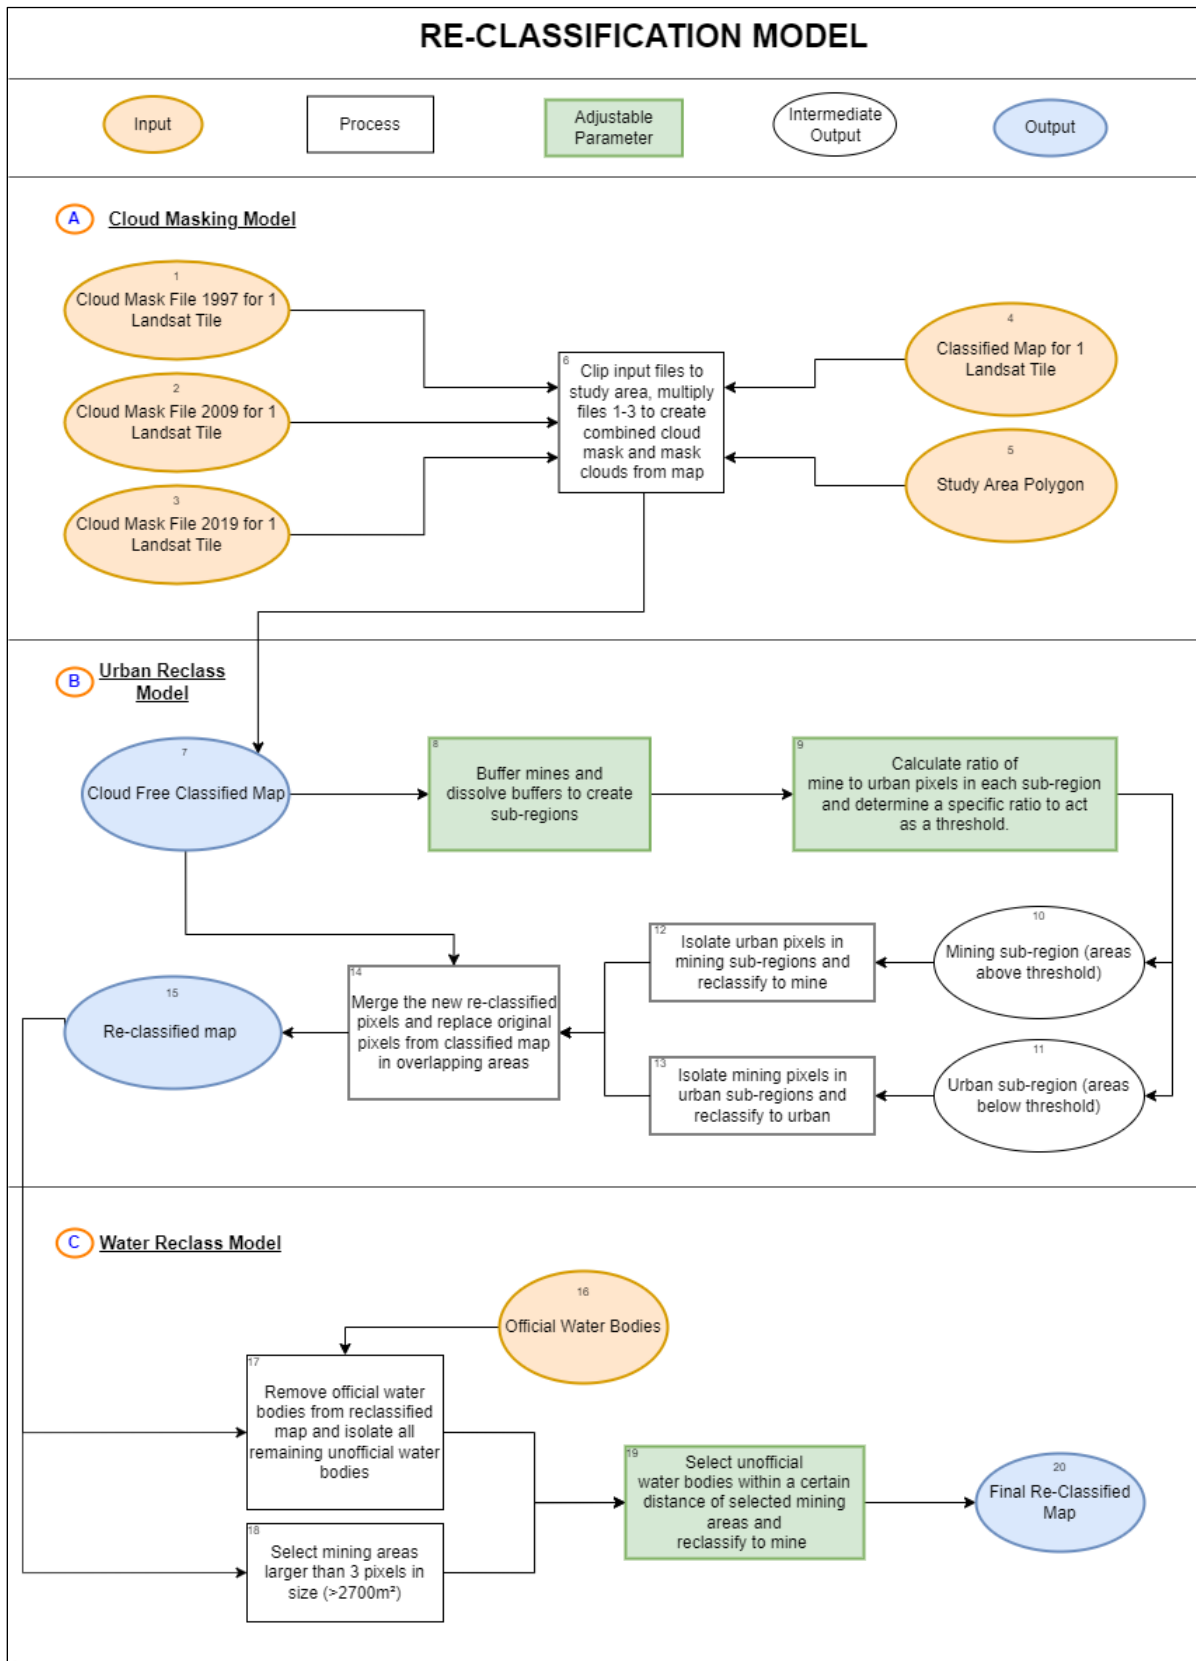 RE-CLASSIFICATION MODEL
Input
Process
Adjustable
Parameter
Intermediate
Output
Output
A
Cloud Masking Model
1
Cloud Mask File 1997 for 1
Landsat Tile
2
Cloud Mask File 2009 for 1
Landsat Tile
3
Cloud Mask File 2019 for 1
Landsat Tile
6
Clip input files to
study area, multiply
files 1-3 to create
combined cloud
mask and mask
clouds from map
4
Classified Map for 1
Landsat Tile
5
Study Area Polygon
B
Urban Reclass
Model
7
Cloud Free Classified Map
8
Buffer mines and
dissolve buffers to create
sub-regions
9
Calculate ratio of
mine to urban pixels in each sub-region
and determine a specific ratio to act
as a threshold.
10
Mining sub-region (areas
above threshold)
11
Urban sub-region (areas
below threshold)
12
Isolate urban pixels in
mining sub-regions and
reclassify to mine
13
Isolate mining pixels in
urban sub-regions and
reclassify to urban
14
Merge the new re-classified
pixels and replace original
pixels from classified map
in overlapping areas
15
Re-classified map
C
Water Reclass Model
16
Official Water Bodies
17
Remove official water
bodies from reclassified
map and isolate all
remaining unofficial water
bodies
18
Select mining areas
larger than 3 pixels in
size (>2700m²)
19
Select unofficial
water bodies within a certain
distance of selected mining
areas and
reclassify to mine
20
Final Re-Classified
Map